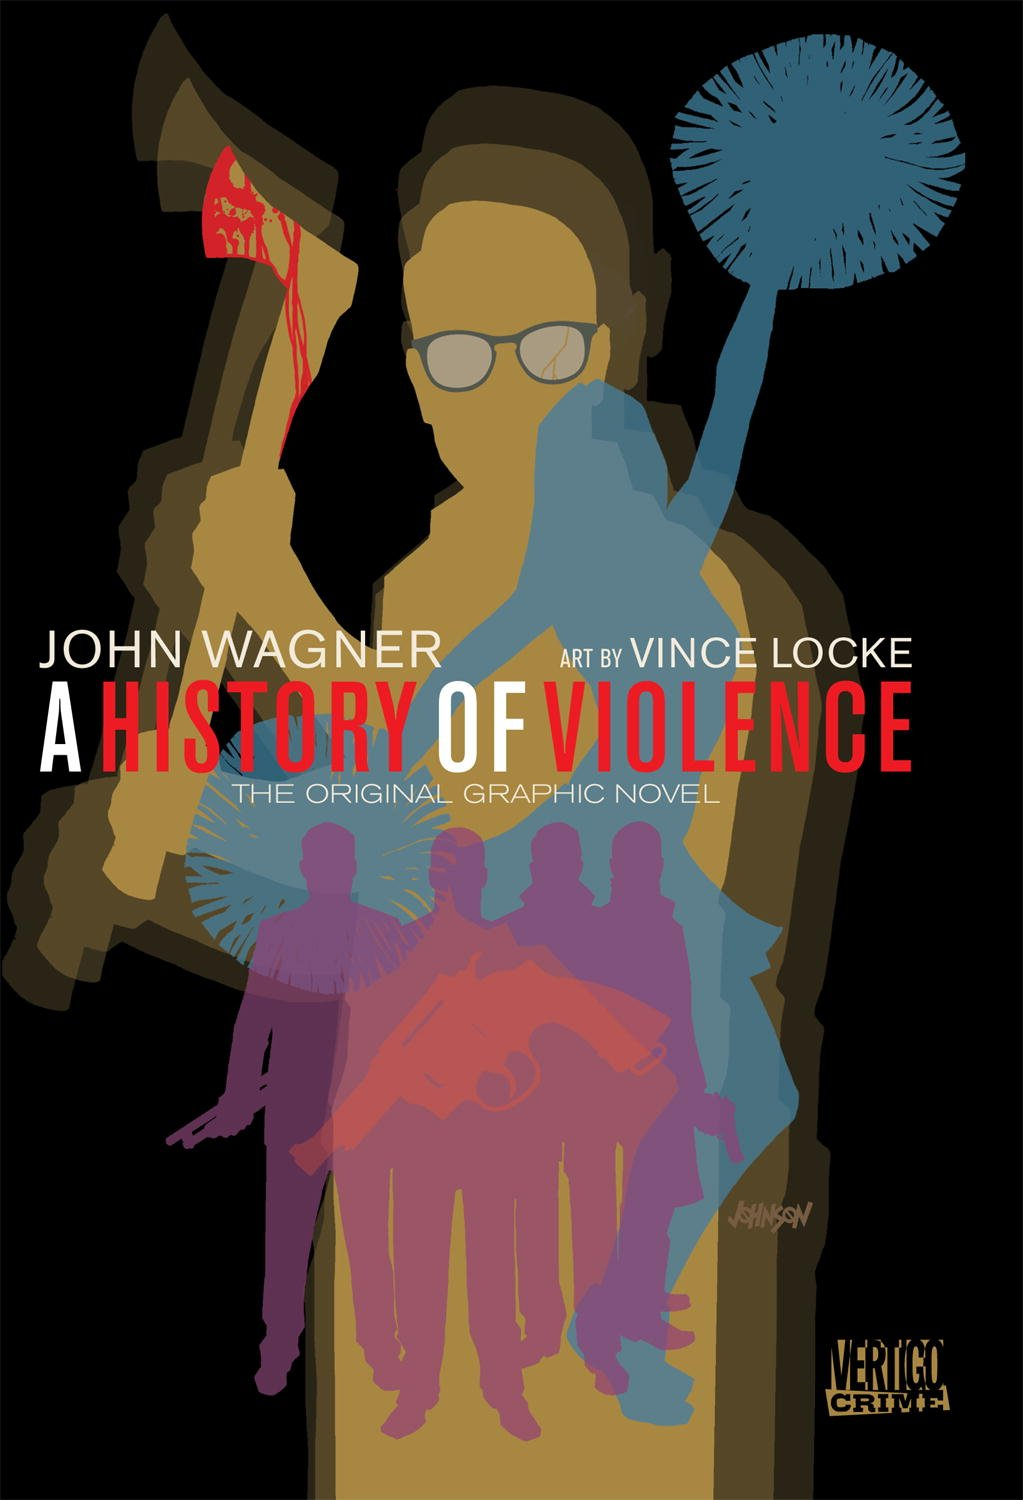 JOHN WAGNER
ART BY VINCE LOCKE
A HISTORY OF VIOLENCE
THE ORIGINAL GRAPHIC NOVEL
JOHNSON
VERTIGO
CRIME